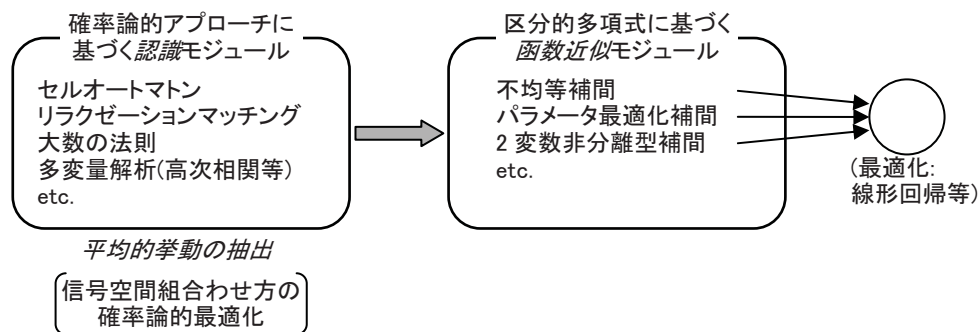 確率論的アプローチに
基づく認識モジュール
セルオートマトン
リラクゼーションマッチング
大数の法則
多変量解析(高次相関等)
etc.
平均的挙動の抽出
信号空間組合わせ方の
確率論的最適化
区分的多項式に基づく
函数近似モジュール
不均等補間
パラメータ最適化補間
2 変数非分離型補間
etc.
(最適化:
線形回帰等)